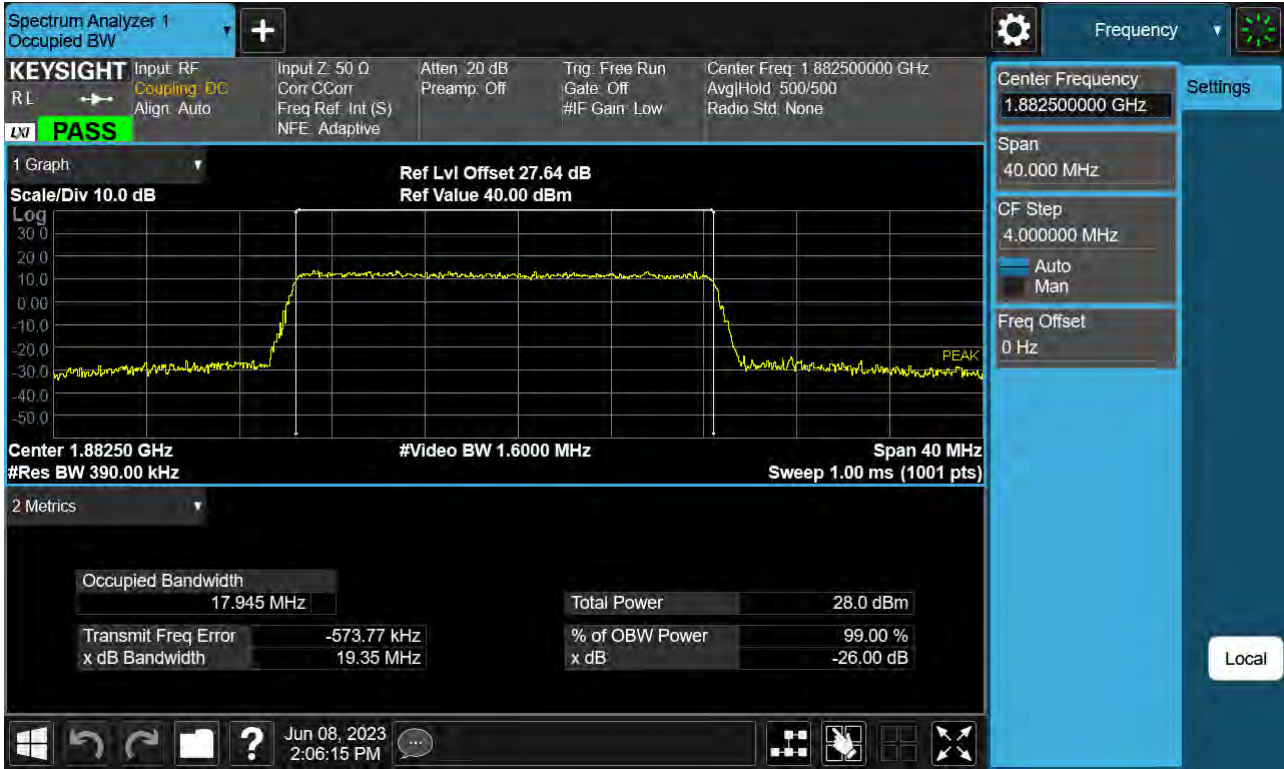 Spectrum Analyzer 1
Occupied BW
+
Frequency
KEYSIGHT
RL
LXI
PASS
Input: RF
Coupling: DC
Align: Auto
Input Z: 50 Ω
Corr CCorr
Freq Ref: Int (S)
NFE: Adaptive
Atten: 20 dB
Preamp: Off
Trig: Free Run
Gate: Off
#IF Gain: Low
Center Freq: 1.882500000 GHz
Avg|Hold: 500/500
Radio Std: None
Center Frequency
1.882500000 GHz
Settings
Span
40.000 MHz
CF Step
4.000000 MHz
Auto
Man
Freq Offset
0 Hz
Local
1 Graph
Scale/Div 10.0 dB
Ref Lvl Offset 27.64 dB
Ref Value 40.00 dBm
Log
30.0
20.0
10.0
0.00
-10.0
-20.0
-30.0
-40.0
-50.0
PEAK
Center 1.88250 GHz
#Video BW 1.6000 MHz
Span 40 MHz
#Res BW 390.00 kHz
Sweep 1.00 ms (1001 pts)
2 Metrics
Occupied Bandwidth
17.945 MHz
Total Power 28.0 dBm
Transmit Freq Error -573.77 kHz
% of OBW Power 99.00 %
x dB Bandwidth 19.35 MHz
x dB -26.00 dB
?
Jun 08, 2023
2:06:15 PM